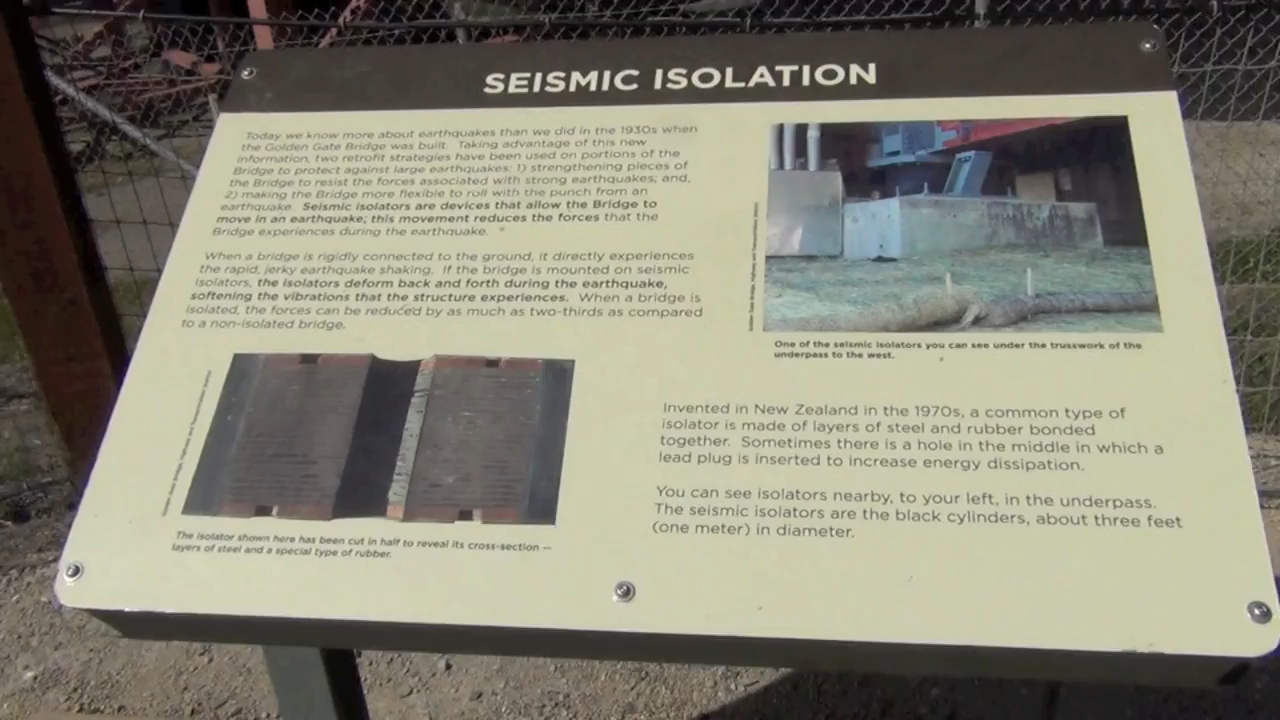 SEISMIC ISOLATION
Today we know more about earthquakes than we did in the 1930s when
the Golden Gate Bridge was built. Taking advantage of this new
information, two retrofit strategies have been used on portions of the
Bridge to protect against large earthquakes: 1) strengthening pieces of
the Bridge to resist the forces associated with strong earthquakes; and,
2) making the Bridge more flexible to roll with the punch from an
earthquake. Seismic isolators are devices that allow the Bridge to
move in an earthquake; this movement reduces the forces that the
Bridge experiences during the earthquake.
When a bridge is rigidly connected to the ground, it directly experiences
the rapid, jerky earthquake shaking. If the bridge is mounted on seismic
isolators, the isolators deform back and forth during the earthquake,
softening the vibrations that the structure experiences. When a bridge is
isolated, the forces can be reduced by as much as two-thirds as compared
to a non-isolated bridge.
The isolator shown here has been cut in half to reveal its cross-section --
layers of steel and a special type of rubber.
One of the seismic isolators you can see under the trusswork of the
underpass to the west.
Invented in New Zealand in the 1970s, a common type of
isolator is made of layers of steel and rubber bonded
together. Sometimes there is a hole in the middle in which a
lead plug is inserted to increase energy dissipation.
You can see isolators nearby, to your left, in the underpass.
The seismic isolators are the black cylinders, about three feet
(one meter) in diameter.